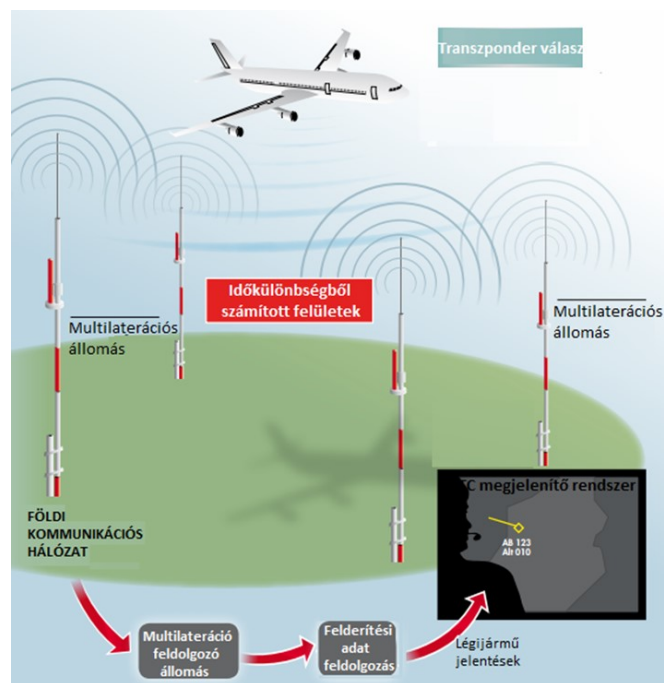 Transzponder válasz
Időkülönbségből
számított felületek
Multilaterációs
állomás
Multilaterációs
állomás
TC megjelenítő rendszer
AB 123
Alt 010
FÖLDI
KOMMUNIKÁCIÓS
HÁLÓZAT
Multilateráció
feldolgozó
állomás
Felderítési
adat
feldolgozás
Légijármű
jelentések